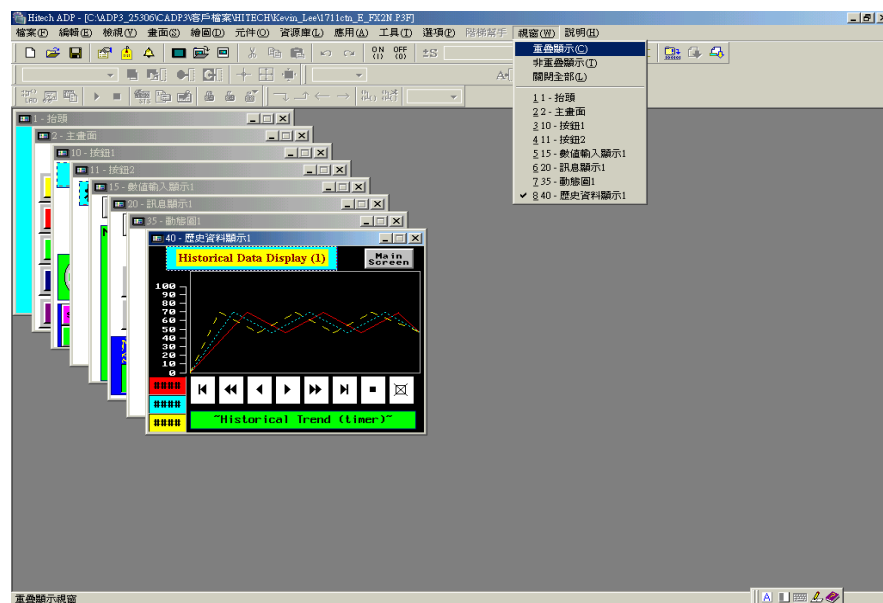 Hitech ADP - [C:\ADP3_25306\CADP3\客戶檔案\HITECH\Kevin_Lee\1711ctn_E_FX2N.P3F]
檔案(F) 編輯(E) 檢視(V) 畫面(S) 繪圖(D) 元件(O) 資源庫(L) 應用(A) 工具(T) 選項(P) 階梯幫手 視窗(W) 說明(H)
ON (1) OFF (0) ±S
重疊顯示(C)
非重疊顯示(T)
關閉全部(L)
1 1 - 抬頭
2 2 - 主畫面
3 10 - 按鈕1
4 11 - 按鈕2
5 15 - 數值輸入顯示1
6 20 - 訊息顯示1
7 35 - 動態圖1
8 40 - 歷史資料顯示1
1 - 抬頭
2 - 主畫面
10 - 按鈕1
11 - 按鈕2
15 - 數值輸入顯示1
20 - 訊息顯示1
35 - 動態圖1
40 - 歷史資料顯示1
Historical Data Display (1)
Main Screen
100
90
80
70
60
50
40
30
20
10
0
####
####
####
~Historical Trend (timer)~
重疊顯示視窗
A